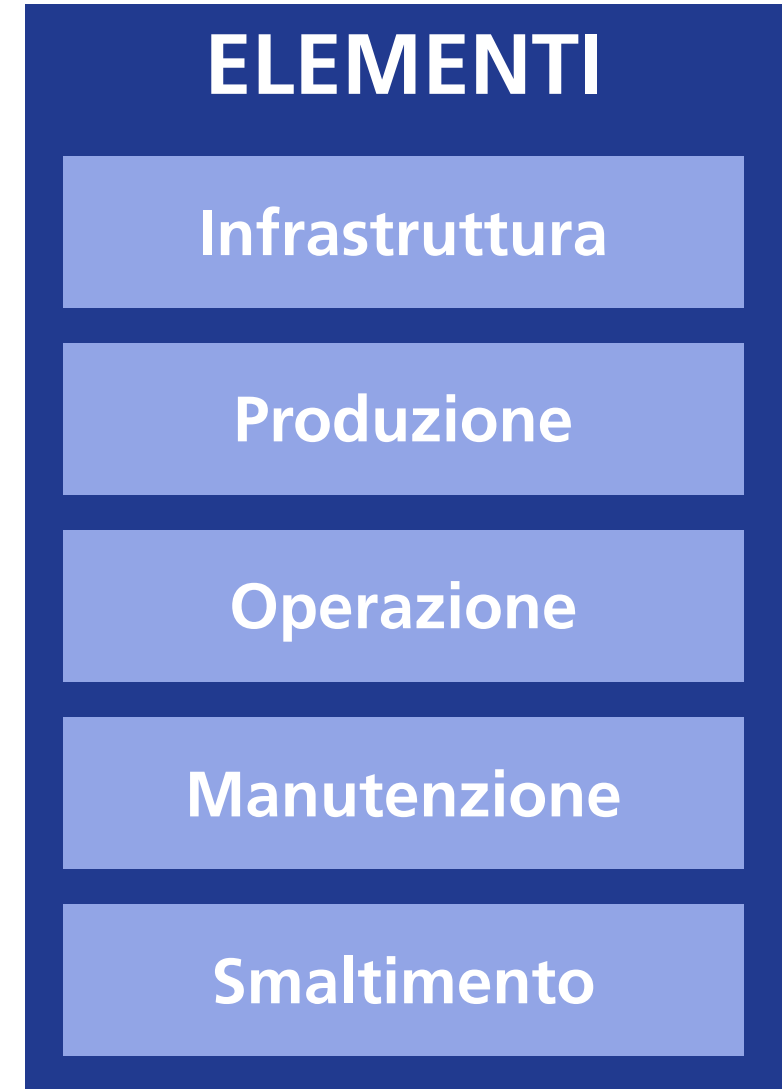 ELEMENTI
Infrastruttura
Produzione
Operazione
Manutenzione
Smaltimento